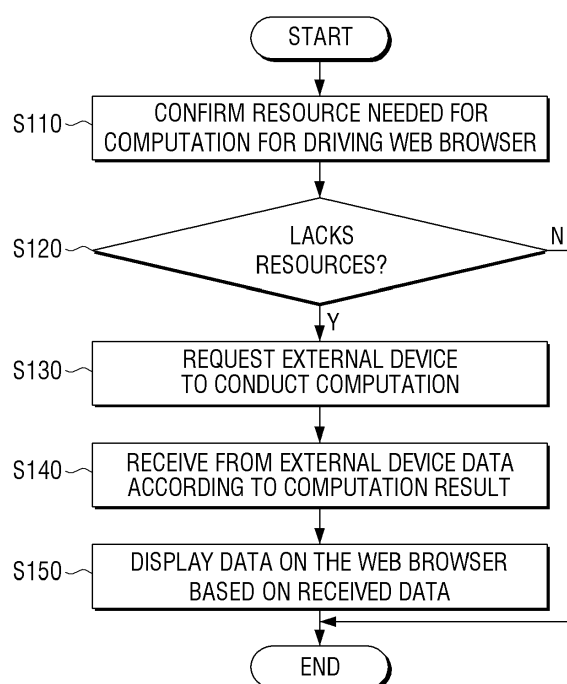 START
S110
CONFIRM RESOURCE NEEDED FOR
COMPUTATION FOR DRIVING WEB BROWSER
S120
LACKS
RESOURCES?
N
Y
S130
REQUEST EXTERNAL DEVICE
TO CONDUCT COMPUTATION
S140
RECEIVE FROM EXTERNAL DEVICE DATA
ACCORDING TO COMPUTATION RESULT
S150
DISPLAY DATA ON THE WEB BROWSER
BASED ON RECEIVED DATA
END